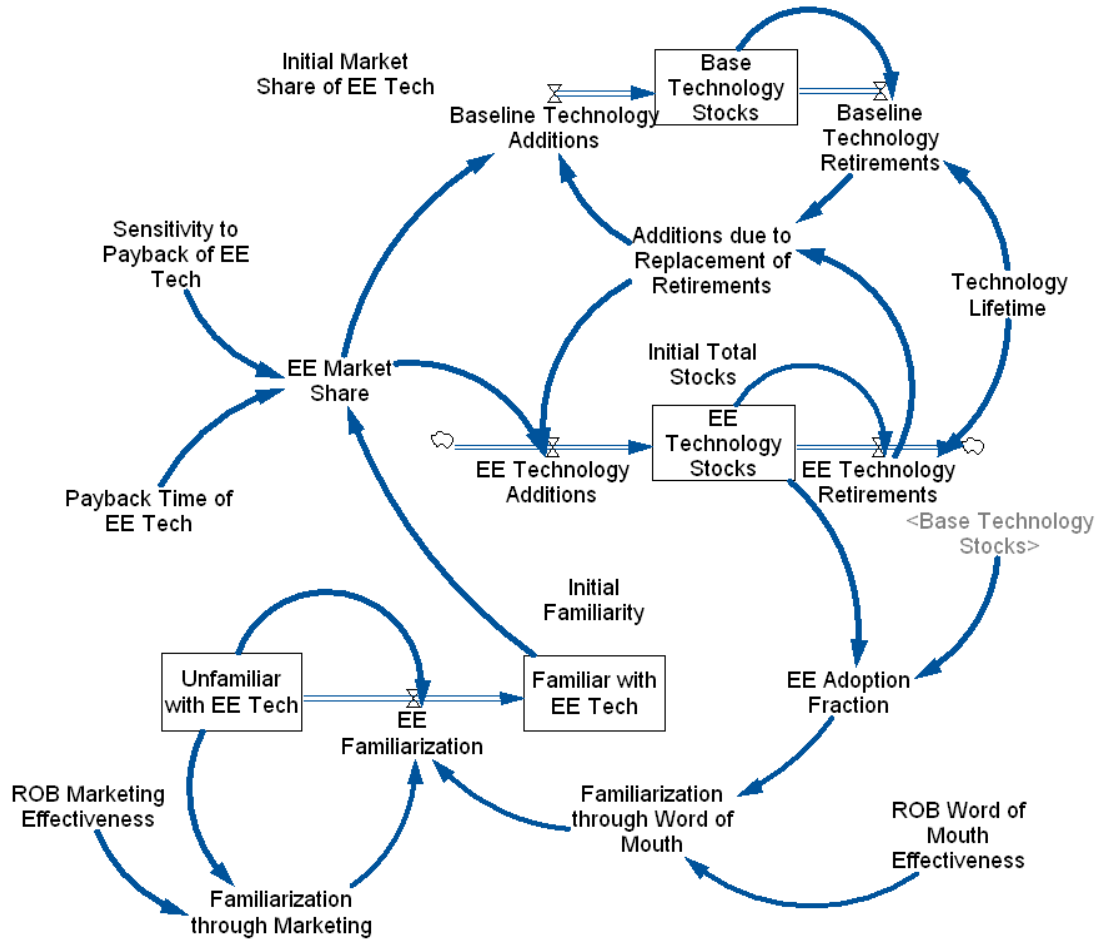 Initial Market
Share of EE Tech
Base
Technology
Stocks
Baseline Technology
Additions
Baseline
Technology
Retirements
Sensitivity to
Payback of EE
Tech
Additions due to
Replacement of
Retirements
Technology
Lifetime
Initial Total
Stocks
EE Market
Share
EE
Technology
Stocks
EE Technology
Additions
EE Technology
Retirements
Payback Time of
EE Tech
<Base Technology
Stocks>
Initial
Familiarity
Unfamiliar
with EE Tech
Familiar with
EE Tech
EE Adoption
Fraction
EE
Familiarization
ROB Marketing
Effectiveness
Familiarization
through Word of
Mouth
ROB Word of
Mouth
Effectiveness
Familiarization
through Marketing